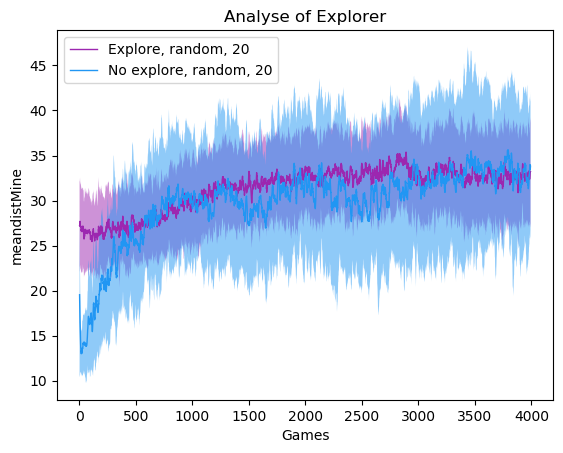 Analyse of Explorer
Explore, random, 20
No explore, random, 20
45
40
35
30
25
20
15
10
meandistMine
0 500 1000 1500 2000 2500 3000 3500 4000
Games